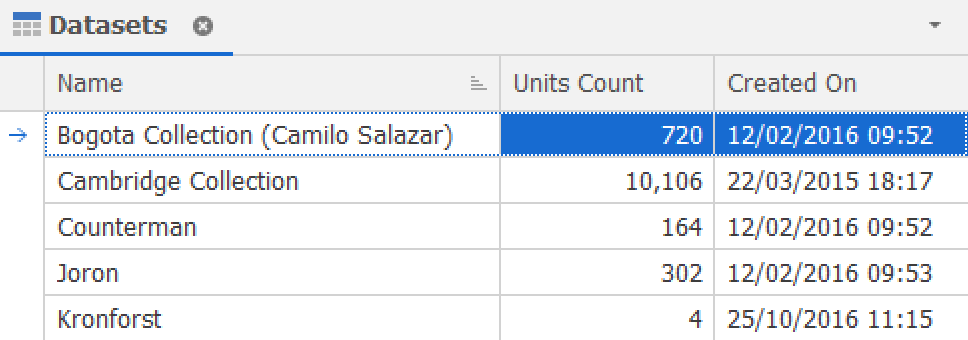 Datasets
Name Units Count Created On
Bogota Collection (Camilo Salazar) 720 12/02/2016 09:52
Cambridge Collection 10,106 22/03/2015 18:17
Counterman 164 12/02/2016 09:52
Joron 302 12/02/2016 09:53
Kronforst 4 25/10/2016 11:15